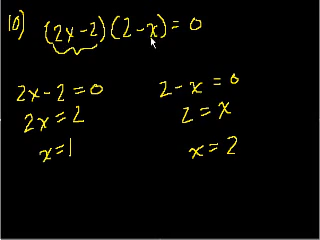 10) (2x-2)(2-x) = 0
2x-2=0
2x=2
x=1
2-x=0
2=x
x=2